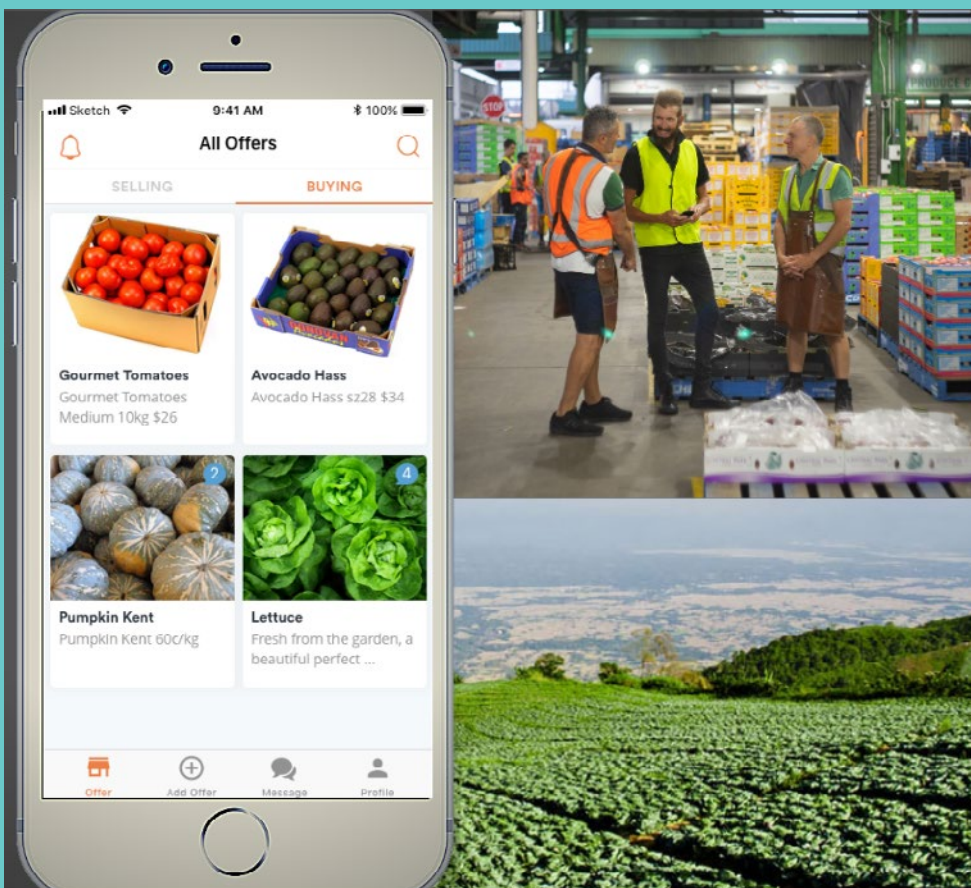 Sketch 9:41 AM 100%
All Offers
SELLING BUYING
Gourmet Tomatoes
Gourmet Tomatoes
Medium 10kg $26
Avocado Hass
Avocado Hass sz28 $34
2
Pumpkin Kent
Pumpkin Kent 60c/kg
4
Lettuce
Fresh from the garden, a
beautiful perfect ...
Offer Add Offer Message Profile
STOP
PRODUCE